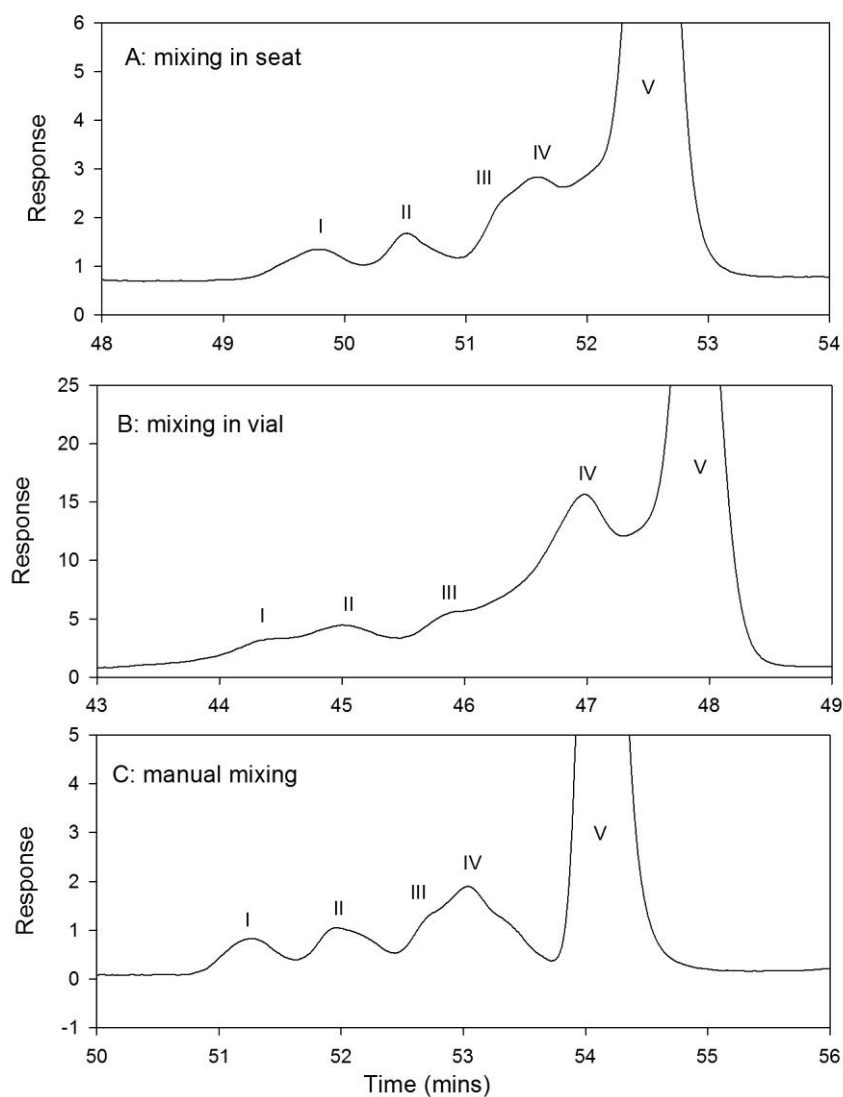 6
A: mixing in seat
5
V
4
Response
3
IV
III
2
II
I
1
0
48 49 50 51 52 53 54
25
B: mixing in vial
20
IV
V
15
10
III
II
I
5
0
43 44 45 46 47 48 49
5
C: manual mixing
4
3
V
Response
IV
2
III
II
I
1
0
-1
50 51 52 53 54 55 56
Time (mins)